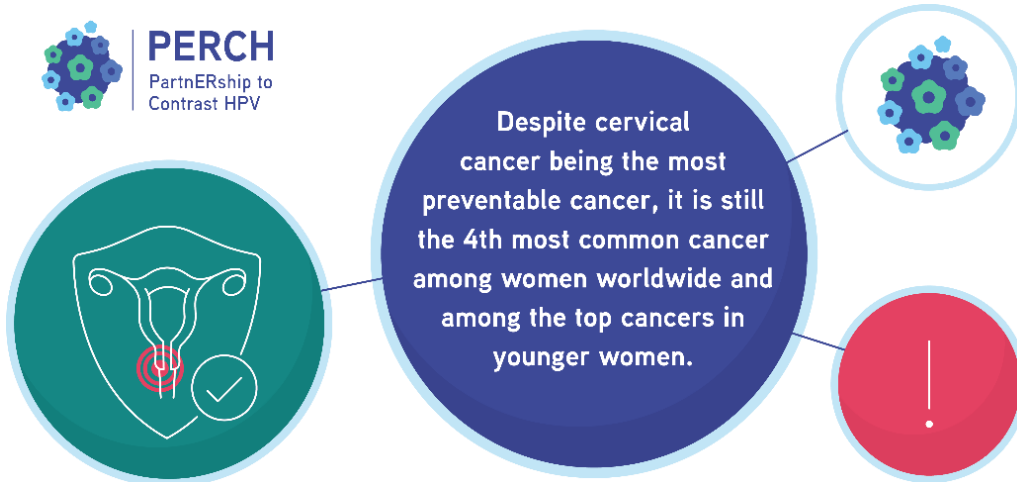 PERCH
PartnERship to
Contrast HPV
Despite cervical
cancer being the most
preventable cancer, it is still
the 4th most common cancer
among women worldwide and
among the top cancers in
younger women.
!